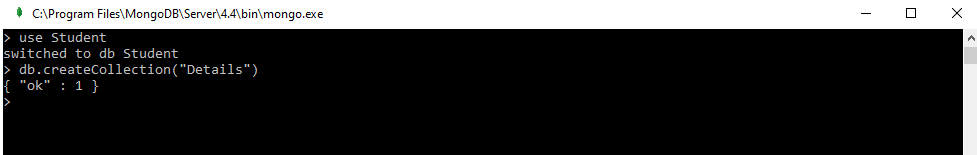 C:\Program Files\MongoDB\Server\4.4\bin\mongo.exe
> use Student
switched to db Student
> db.createCollection("Details")
{ "ok" : 1 }
>